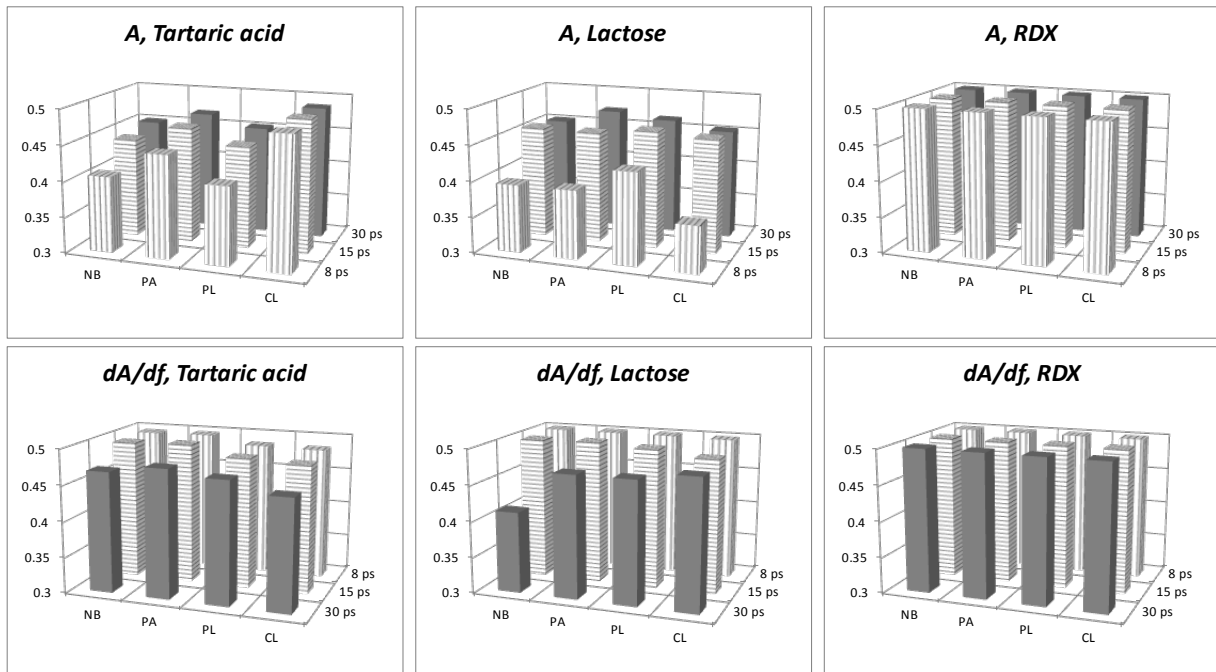 A, Tartaric acid
0.5
0.45
0.4
0.35
0.3
NB
PA
PL
CL
30 ps
15 ps
8 ps
A, Lactose
0.5
0.45
0.4
0.35
0.3
NB
PA
PL
CL
30 ps
15 ps
8 ps
A, RDX
0.5
0.45
0.4
0.35
0.3
NB
PA
PL
CL
30 ps
15 ps
8 ps
dA/df, Tartaric acid
0.5
0.45
0.4
0.35
0.3
NB
PA
PL
CL
8 ps
15 ps
30 ps
dA/df, Lactose
0.5
0.45
0.4
0.35
0.3
NB
PA
PL
CL
8 ps
15 ps
30 ps
dA/df, RDX
0.5
0.45
0.4
0.35
0.3
NB
PA
PL
CL
8 ps
15 ps
30 ps